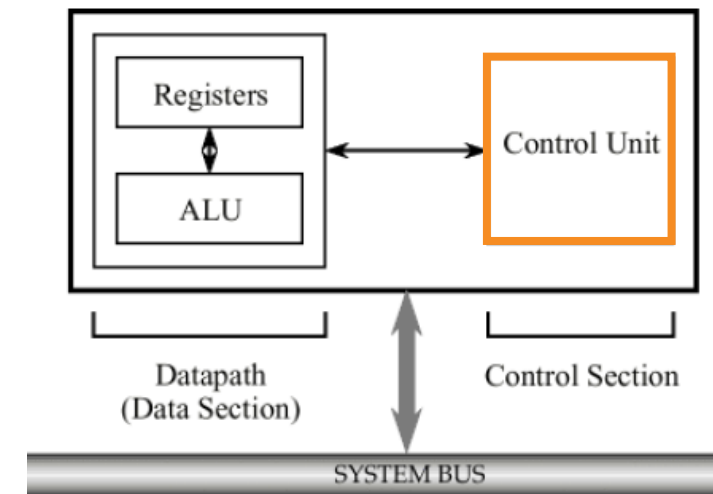 Registers
ALU
Control Unit
Datapath
(Data Section)
Control Section
SYSTEM BUS